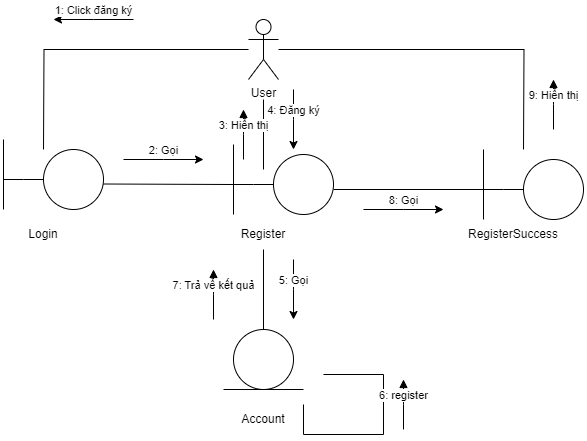 1: Click đăng ký
User
9: Hiển thị
4: Đăng ký
3: Hiển thị
2: Gọi
8: Gọi
Login
Register
RegisterSuccess
7: Trả về kết quả
5: Gọi
6: register
Account